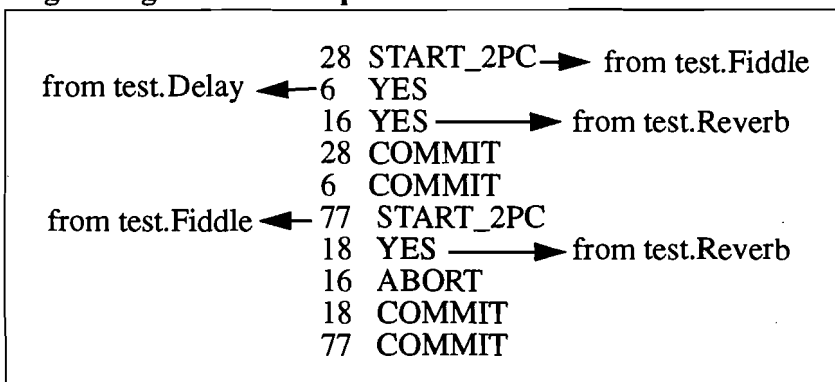 28 START_2PC from test.Fiddle
from test.Delay 6 YES
16 YES from test.Reverb
28 COMMIT
6 COMMIT
from test.Fiddle 77 START_2PC
18 YES from test.Reverb
16 ABORT
18 COMMIT
77 COMMIT